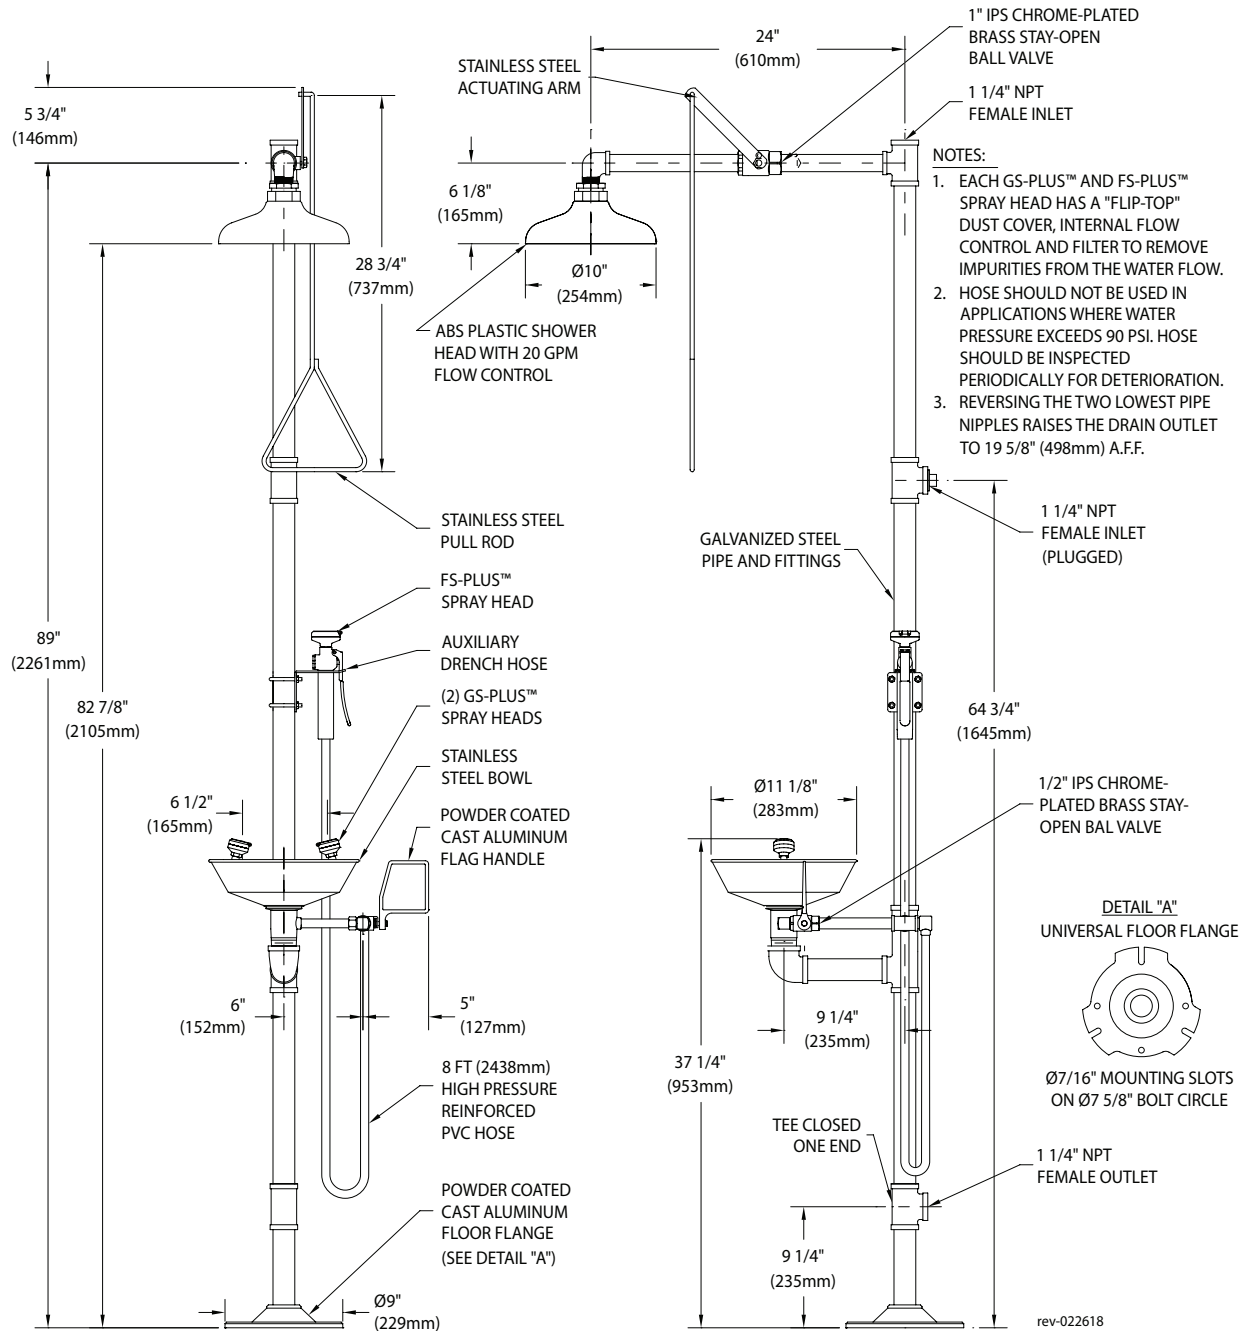 1" IPS CHROME-PLATED
BRASS STAY-OPEN
BALL VALVE
24"
(610mm)
STAINLESS STEEL
ACTUATING ARM
1 1/4" NPT
FEMALE INLET
5 3/4"
(146mm)
6 1/8"
(165mm)
28 3/4"
(737mm)
Ø10"
(254mm)
ABS PLASTIC SHOWER
HEAD WITH 20 GPM
FLOW CONTROL
NOTES:
1. EACH GS-PLUS™ AND FS-PLUS™
SPRAY HEAD HAS A "FLIP-TOP"
DUST COVER, INTERNAL FLOW
CONTROL AND FILTER TO REMOVE
IMPURITIES FROM THE WATER FLOW.
2. HOSE SHOULD NOT BE USED IN
APPLICATIONS WHERE WATER
PRESSURE EXCEEDS 90 PSI. HOSE
SHOULD BE INSPECTED
PERIODICALLY FOR DETERIORATION.
3. REVERSING THE TWO LOWEST PIPE
NIPPLES RAISES THE DRAIN OUTLET
TO 19 5/8" (498mm) A.F.F.
STAINLESS STEEL
PULL ROD
GALVANIZED STEEL
PIPE AND FITTINGS
1 1/4" NPT
FEMALE INLET
(PLUGGED)
FS-PLUS™
SPRAY HEAD
AUXILIARY
DRENCH HOSE
(2) GS-PLUS™
SPRAY HEADS
STAINLESS
STEEL BOWL
POWDER COATED
CAST ALUMINUM
FLAG HANDLE
89"
(2261mm)
82 7/8"
(2105mm)
6 1/2"
(165mm)
64 3/4"
(1645mm)
Ø11 1/8"
(283mm)
1/2" IPS CHROME-
PLATED BRASS STAY-
OPEN BAL VALVE
DETAIL "A"
UNIVERSAL FLOOR FLANGE
6"
(152mm)
5"
(127mm)
9 1/4"
(235mm)
37 1/4"
(953mm)
8 FT (2438mm)
HIGH PRESSURE
REINFORCED
PVC HOSE
Ø7/16" MOUNTING SLOTS
ON Ø7 5/8" BOLT CIRCLE
TEE CLOSED
ONE END
1 1/4" NPT
FEMALE OUTLET
POWDER COATED
CAST ALUMINUM
FLOOR FLANGE
(SEE DETAIL "A")
9 1/4"
(235mm)
Ø9"
(229mm)
rev-022618